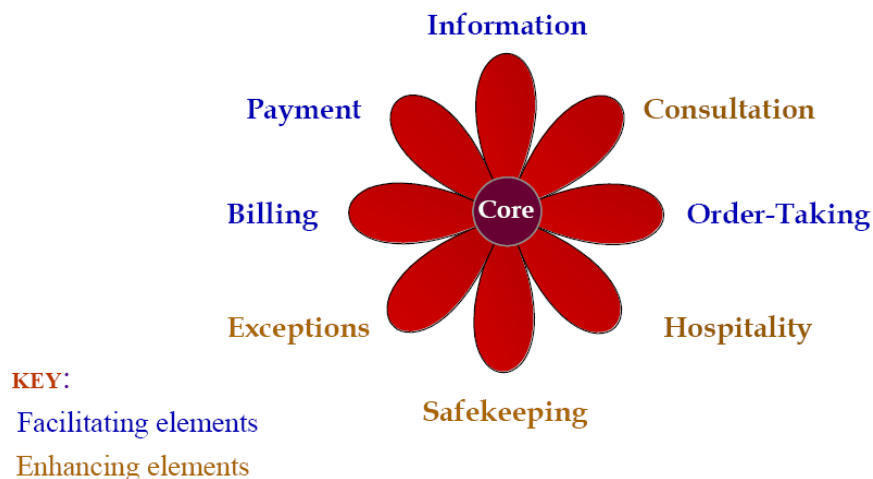 Information
Payment
Consultation
Billing
Core
Order-Taking
Exceptions
Hospitality
KEY:
Safekeeping
Facilitating elements
Enhancing elements